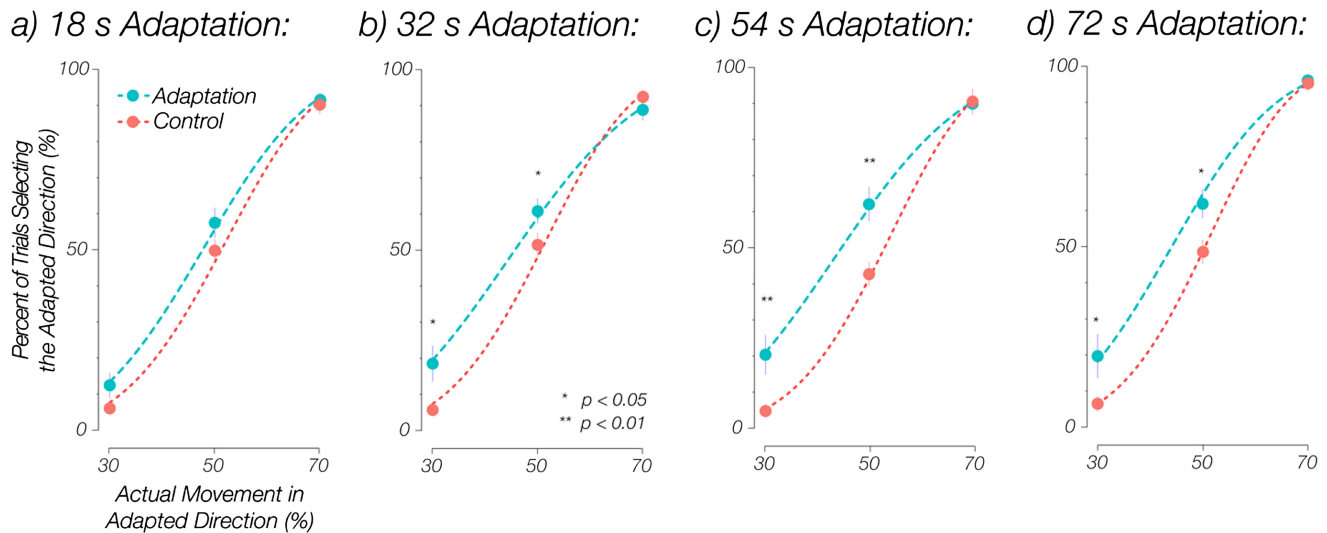 a) 18 s Adaptation:
b) 32 s Adaptation:
c) 54 s Adaptation:
d) 72 s Adaptation:
Percent of Trials Selecting
the Adapted Direction (%)
100
50
0
Adaptation
Control
30
50
70
Actual Movement in
Adapted Direction (%)
100
50
0
*
*
* p < 0.05
** p < 0.01
30
50
70
100
50
0
**
**
30
50
70
100
50
0
*
*
30
50
70